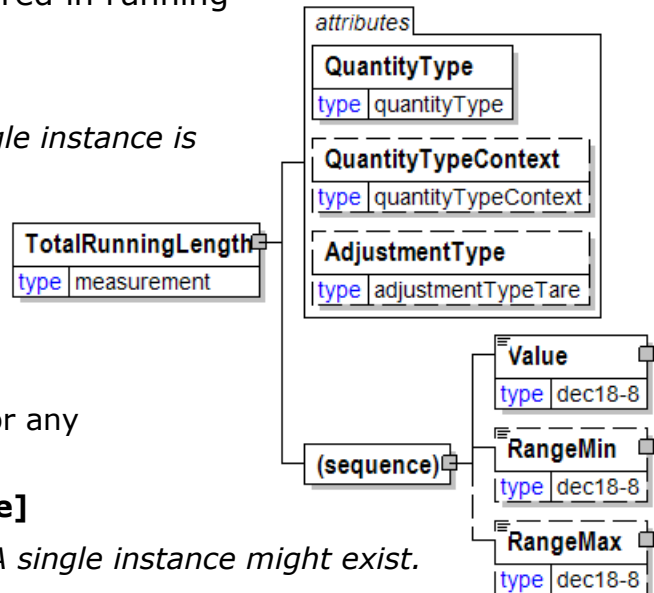 red in running
gle instance is
or any
e]
A single instance might exist.
TotalRunningLength
type measurement
attributes
QuantityType
type quantityType
QuantityTypeContext
type quantityTypeContext
AdjustmentType
type adjustmentTypeTare
(sequence)
Value
type dec18-8
RangeMin
type dec18-8
RangeMax
type dec18-8